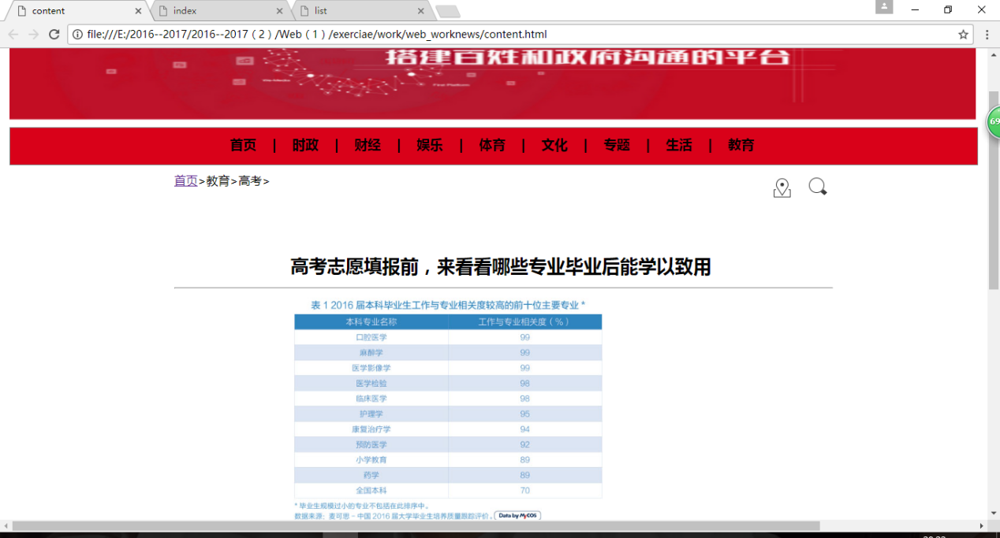 content
index
list
file:///E:/2016--2017/2016--2017（2）/Web（1）/exerciae/work/web_worknews/content.html
搭建百姓和政府沟通的平台
69
首页 | 时政 | 财经 | 娱乐 | 体育 | 文化 | 专题 | 生活 | 教育
首页>教育>高考>
高考志愿填报前，来看看哪些专业毕业后能学以致用
表 1 2016 届本科毕业生工作与专业相关度较高的前十位主要专业 *
本科专业名称 工作与专业相关度（%）
口腔医学 99
麻醉学 99
医学影像学 99
医学检验 98
临床医学 98
护理学 95
康复治疗学 94
预防医学 92
小学教育 89
药学 89
全国本科 70
* 毕业生规模过小的专业不包括在此排序中。
数据来源：麦可思－中国 2016 届大学毕业生培养质量跟踪评价。 Data by MyCOS